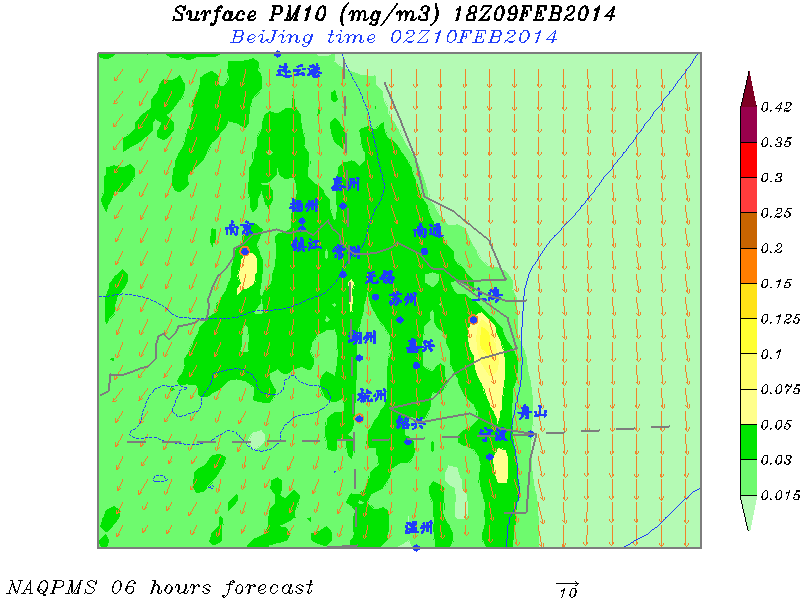 Surface PM10 (mg/m3) 18Z09FEB2014
BeiJing time 02Z10FEB2014
连云港
泰州
扬州
南京
镇江
常州
南通
无锡
苏州
上海
湖州
嘉兴
杭州
绍兴
舟山
宁波
温州
0.42
0.35
0.3
0.25
0.2
0.15
0.125
0.1
0.075
0.05
0.03
0.015
NAQPMS 06 hours forecast
10